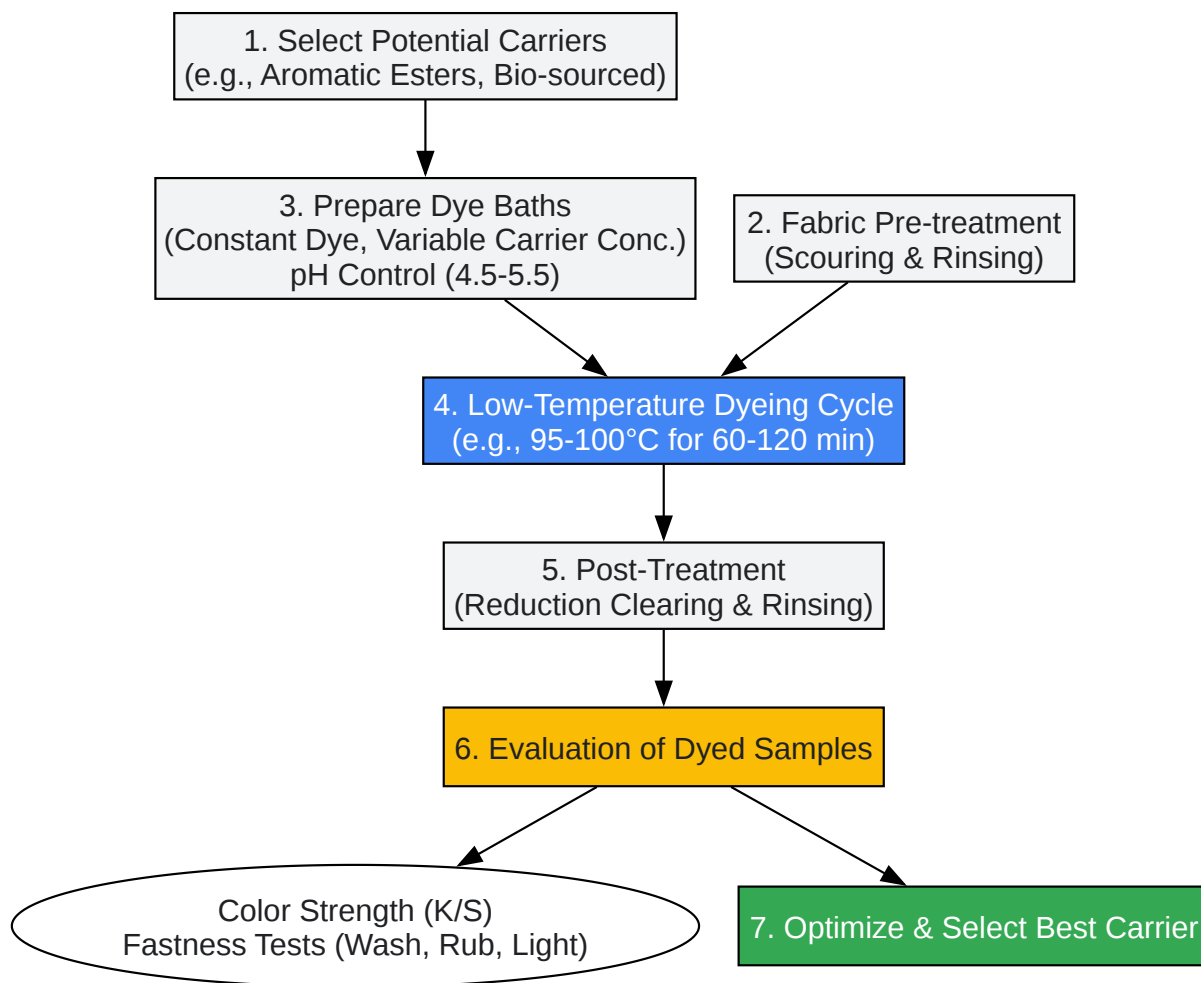 1. Select Potential Carriers
(e.g., Aromatic Esters, Bio-sourced)
3. Prepare Dye Baths
(Constant Dye, Variable Carrier Conc.)
pH Control (4.5-5.5)
2. Fabric Pre-treatment
(Scouring & Rinsing)
4. Low-Temperature Dyeing Cycle
(e.g., 95-100°C for 60-120 min)
5. Post-Treatment
(Reduction Clearing & Rinsing)
6. Evaluation of Dyed Samples
Color Strength (K/S)
Fastness Tests (Wash, Rub, Light)
7. Optimize & Select Best Carrier